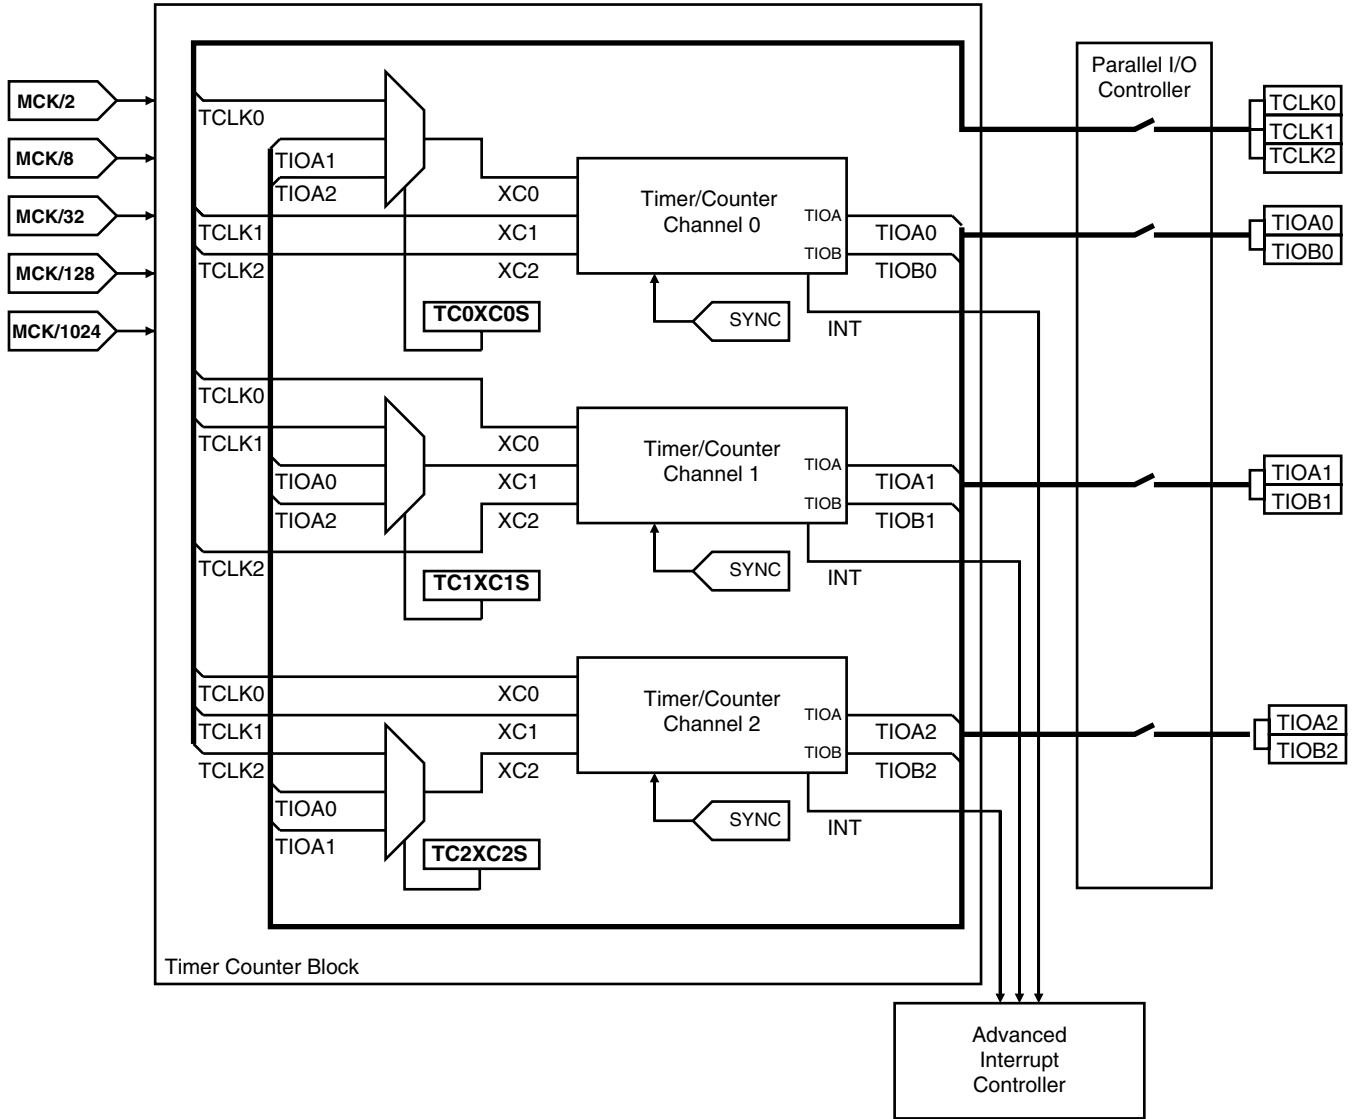 MCK/2
MCK/8
MCK/32
MCK/128
MCK/1024
TCLK0
TIOA1
TIOA2
XC0
TCLK1
XC1
TCLK2
XC2
Timer/Counter
Channel 0
TIOA
TIOB
TIOA0
TIOB0
TC0XC0S
SYNC
INT
TCLK0
XC0
TCLK1
TIOA0
XC1
TIOA2
XC2
TCLK2
Timer/Counter
Channel 1
TIOA
TIOB
TIOA1
TIOB1
TC1XC1S
SYNC
INT
TCLK0
XC0
TCLK1
XC1
TCLK2
XC2
TIOA0
TIOA1
Timer/Counter
Channel 2
TIOA
TIOB
TIOA2
TIOB2
TC2XC2S
SYNC
INT
Timer Counter Block
Parallel I/O
Controller
TCLK0
TCLK1
TCLK2
TIOA0
TIOB0
TIOA1
TIOB1
TIOA2
TIOB2
Advanced
Interrupt
Controller